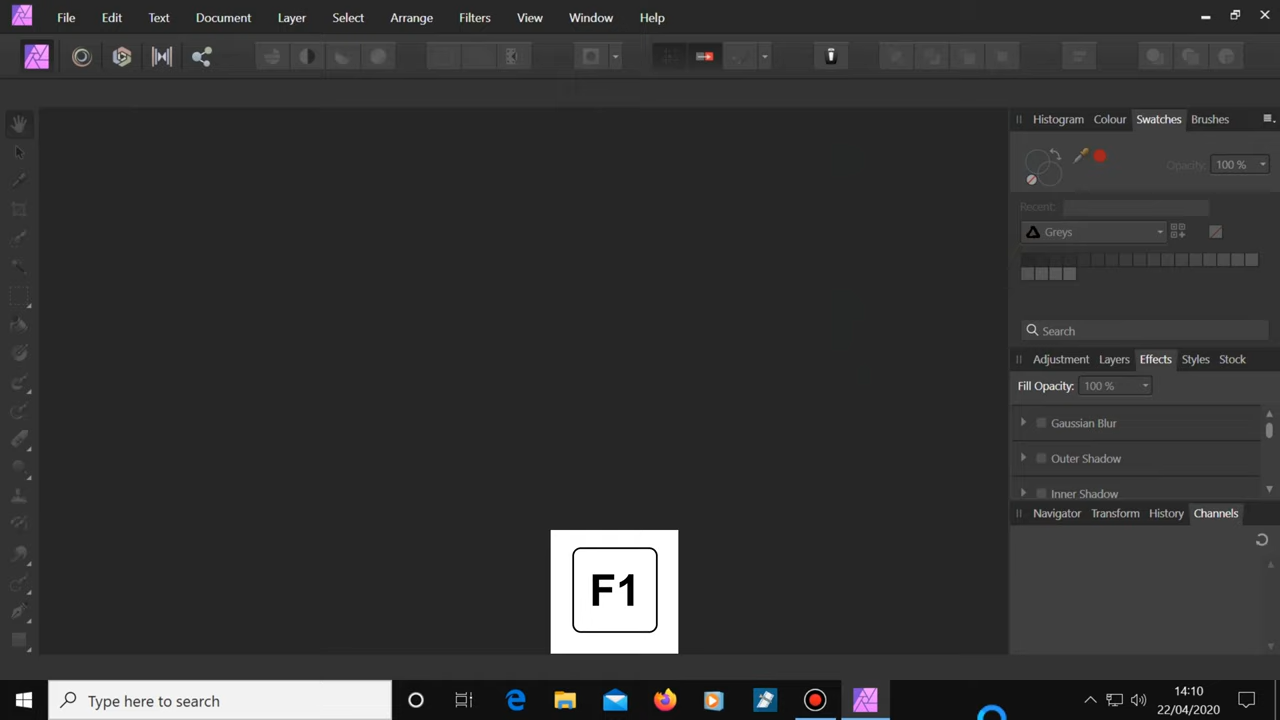 File Edit Text Document Layer Select Arrange Filters View Window Help
Histogram Colour Swatches Brushes
Opacity: 100 %
Recent:
Greys
Search
Adjustment Layers Effects Styles Stock
Fill Opacity: 100 %
Gaussian Blur
Outer Shadow
Inner Shadow
Navigator Transform History Channels
F1
Type here to search
14:10
22/04/2020